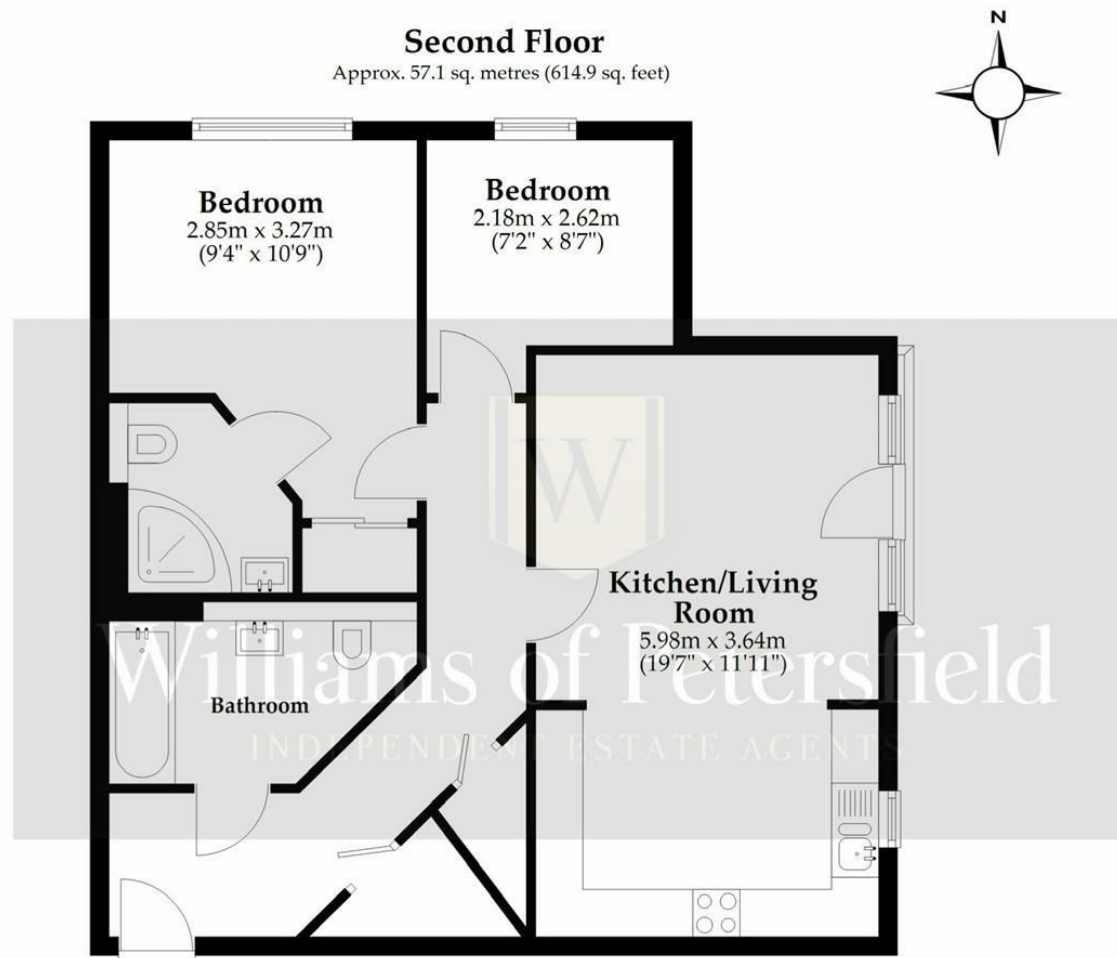 N
Second Floor
Approx. 57.1 sq. metres (614.9 sq. feet)
Bedroom
2.85m x 3.27m
(9'4" x 10'9")
Bedroom
2.18m x 2.62m
(7'2" x 8'7")
W
Kitchen/Living
Room
5.98m x 3.64m
(19'7" x 11'11")
Williams of Petersfield
Bathroom
INDEPENDENT ESTATE AGENTS